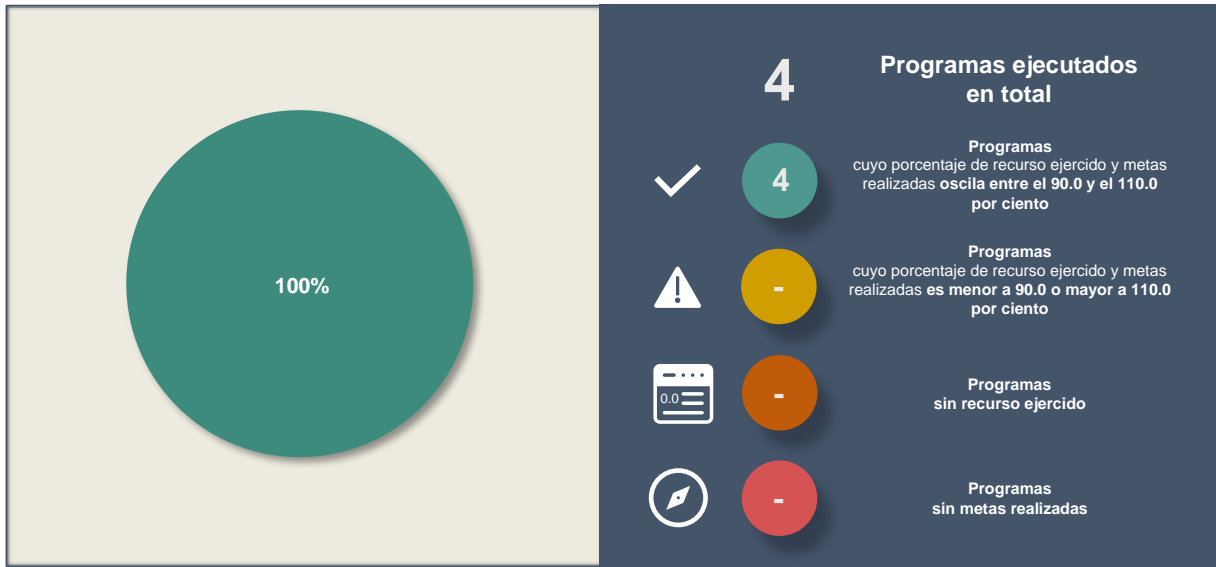 100%
4
Programas ejecutados
en total
4
Programas
cuyo porcentaje de recurso ejercido y metas
realizadas oscila entre el 90.0 y el 110.0
por ciento
-
Programas
cuyo porcentaje de recurso ejercido y metas
realizadas es menor a 90.0 o mayor a 110.0
por ciento
0.0
-
Programas
sin recurso ejercido
-
Programas
sin metas realizadas